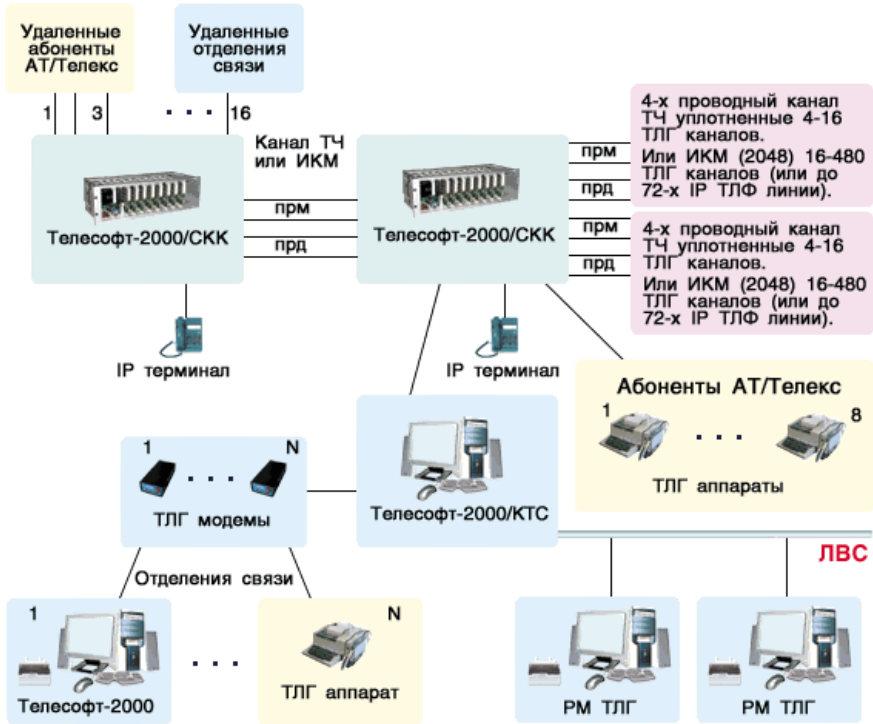 Удаленные
абоненты
АТ/Телекс
Удаленные
отделения
связи
1
3
. . .
16
Канал ТЧ
или ИКМ
Телесофт-2000/СКК
прм
прд
Телесофт-2000/СКК
прм
прд
прм
прд
4-х проводный канал
ТЧ уплотненные 4-16
ТЛГ каналов.
Или ИКМ (2048) 16-480
ТЛГ каналов (или до
72-х IP ТЛФ линии).
4-х проводный канал
ТЧ уплотненные 4-16
ТЛГ каналов.
Или ИКМ (2048) 16-480
ТЛГ каналов (или до
72-х IP ТЛФ линии).
IP терминал
IP терминал
Абоненты АТ/Телекс
1
. . .
8
ТЛГ аппараты
1
. . .
N
ТЛГ модемы
Телесофт-2000/КТС
ЛВС
Отделения связи
1
Телесофт-2000
. . .
N
ТЛГ аппарат
РМ ТЛГ
РМ ТЛГ